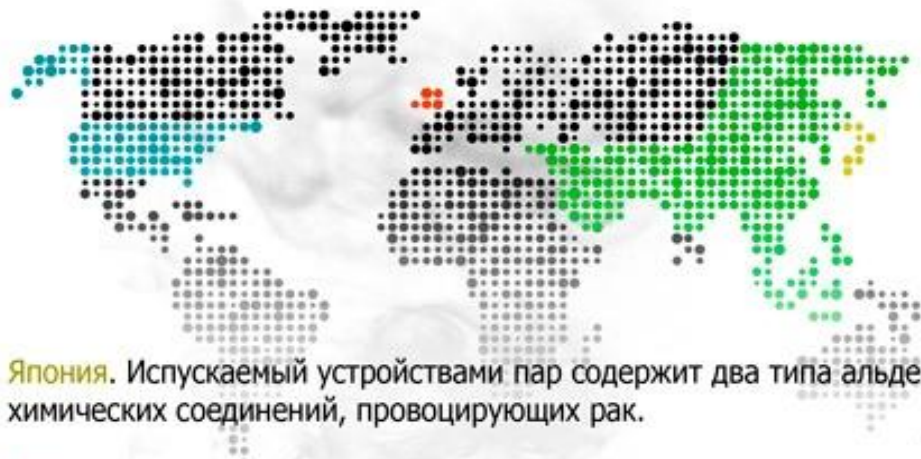 Япония. Испускаемый устройствами пар содержит два типа альде
химических соединений, провоцирующих рак.